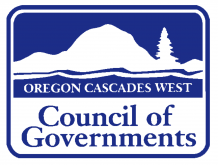 OREGON CASCADES WEST
Council of
Governments